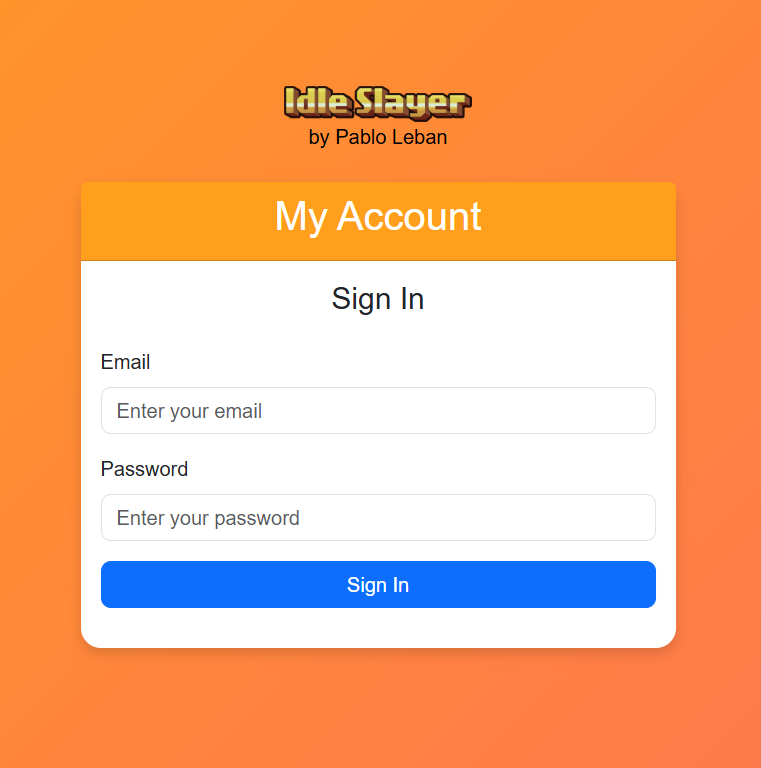 Idle Slayer
by Pablo Leban
My Account
Sign In
Email
Enter your email
Password
Enter your password
Sign In